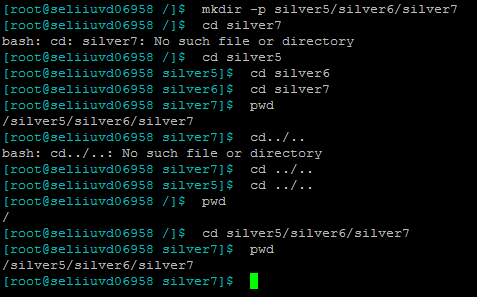 [root@seliiuvd06958 /]$ mkdir -p silver5/silver6/silver7
[root@seliiuvd06958 /]$ cd silver7
bash: cd: silver7: No such file or directory
[root@seliiuvd06958 /]$ cd silver5
[root@seliiuvd06958 silver5]$ cd silver6
[root@seliiuvd06958 silver6]$ cd silver7
[root@seliiuvd06958 silver7]$ pwd
/silver5/silver6/silver7
[root@seliiuvd06958 silver7]$ cd../..
bash: cd../..: No such file or directory
[root@seliiuvd06958 silver7]$ cd ../..
[root@seliiuvd06958 silver5]$ cd ../..
[root@seliiuvd06958 /]$ pwd
/
[root@seliiuvd06958 /]$ cd silver5/silver6/silver7
[root@seliiuvd06958 silver7]$ pwd
/silver5/silver6/silver7
[root@seliiuvd06958 silver7]$